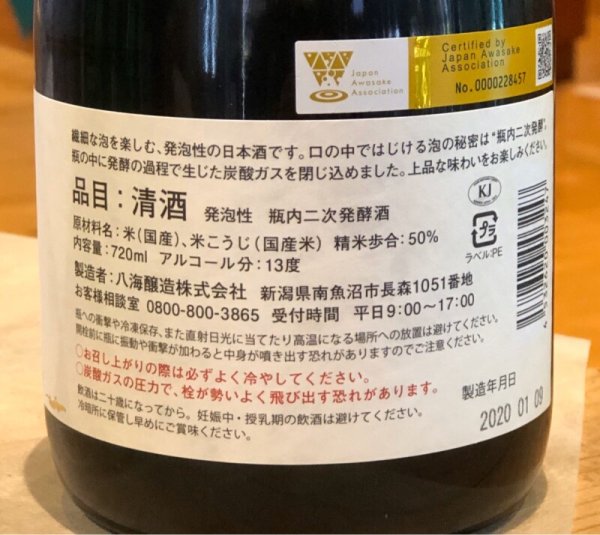 Japan
Awasake
Association
Certified by
Japan Awasake
Association
No.0000228457
繊細な泡を楽しむ、発泡性の日本酒です。口の中ではじける泡の秘密は“瓶内二次発酵”。
瓶の中に発酵の過程で生じた炭酸ガスを閉じ込めました。上品な味わいをお楽しみください。
品目：清酒 発泡性 瓶内二次発酵酒
原材料名：米（国産）、米こうじ（国産米） 精米歩合：50%
内容量：720ml アルコール分：13度
製造者：八海醸造株式会社 新潟県南魚沼市長森1051番地
お客様相談室 0800-800-3865 受付時間 平日9:00〜17:00
瓶への衝撃や冷凍保存、また直射日光に当てたり高温になる場所への放置は避けてください。
開栓前に瓶に振動や衝撃が加わると中身が噴き出す恐れがありますのでご注意ください。
○お召し上がりの際は必ずよく冷やしてください。
○炭酸ガスの圧力で、栓が勢いよく飛び出す恐れがあります。
飲酒は二十歳になってから。妊娠中・授乳期の飲酒は避けてください。
冷暗所に保管し早めにご賞味ください。
KJ
プラ
ラベル:PE
製造年月日
2020 01 09